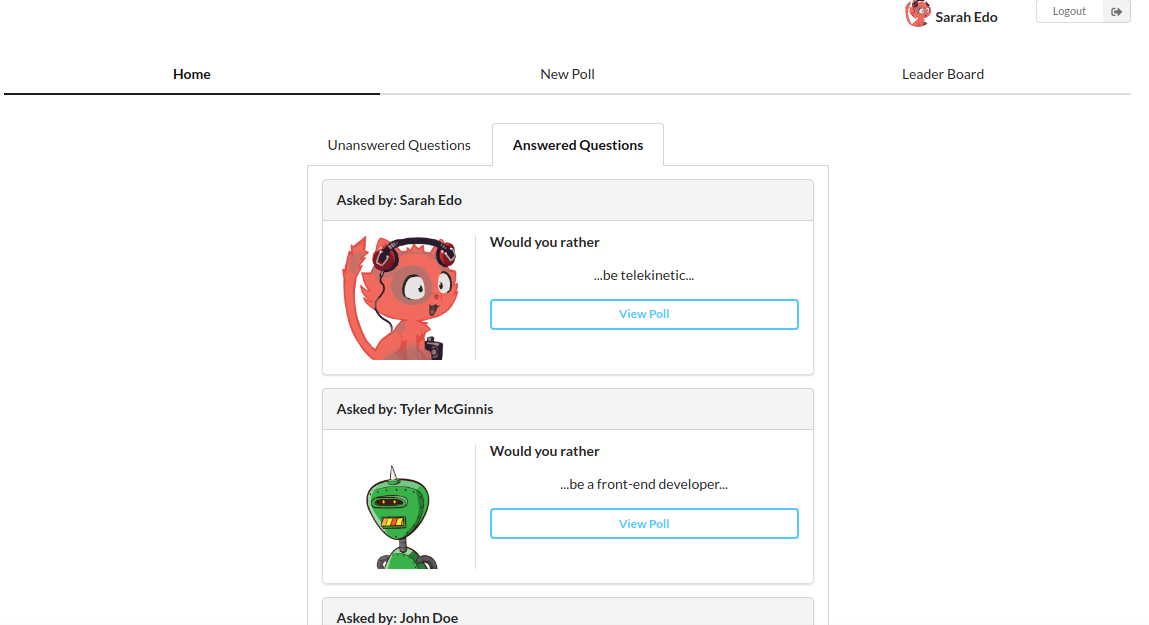 Sarah Edo
Logout
Home
New Poll
Leader Board
Unanswered Questions
Answered Questions
Asked by: Sarah Edo
Would you rather
...be telekinetic...
View Poll
Asked by: Tyler McGinnis
Would you rather
...be a front-end developer...
View Poll
Asked by: John Doe